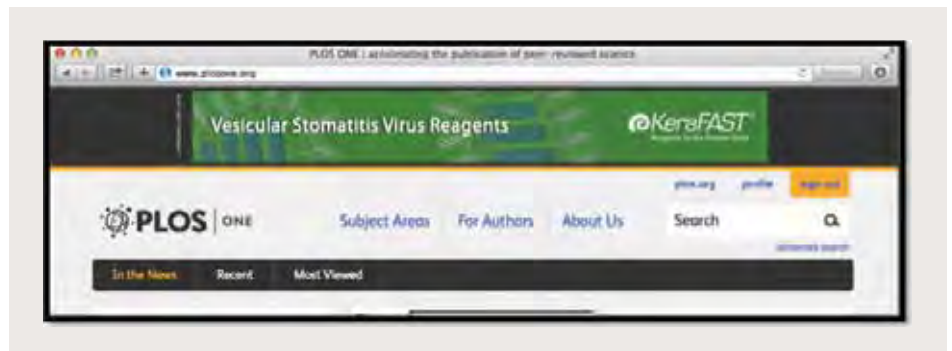 PLOS ONE : accelerating the publication of peer-reviewed science
www.plosone.org
Vesicular Stomatitis Virus Reagents
KeraFAST
plos.org profile sign out
PLOS ONE
Subject Areas For Authors About Us Search
advanced search
In the News Recent Most Viewed